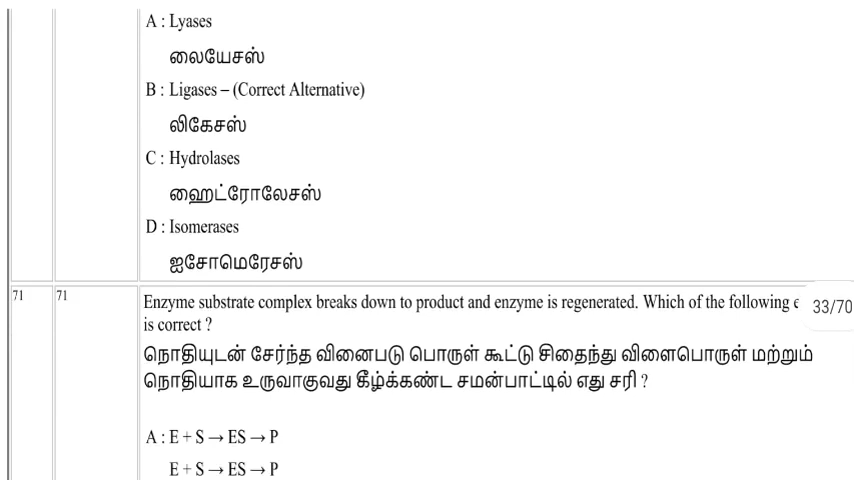 A : Lyases
லையேசஸ்
B : Ligases – (Correct Alternative)
லிகேசஸ்
C : Hydrolases
ஹைட்ரோலேசஸ்
D : Isomerases
ஐசோமெரேசஸ்
71 71 Enzyme substrate complex breaks down to product and enzyme is regenerated. Which of the following
33/70
is correct ?
நொதியுடன் சேர்ந்த வினைபடு பொருள் கூட்டு சிதைந்து விளைபொருள் மற்றும்
நொதியாக உருவாகுவது கீழ்க்கண்ட சமன்பாட்டில் எது சரி ?
A : E + S → ES → P
E + S → ES → P